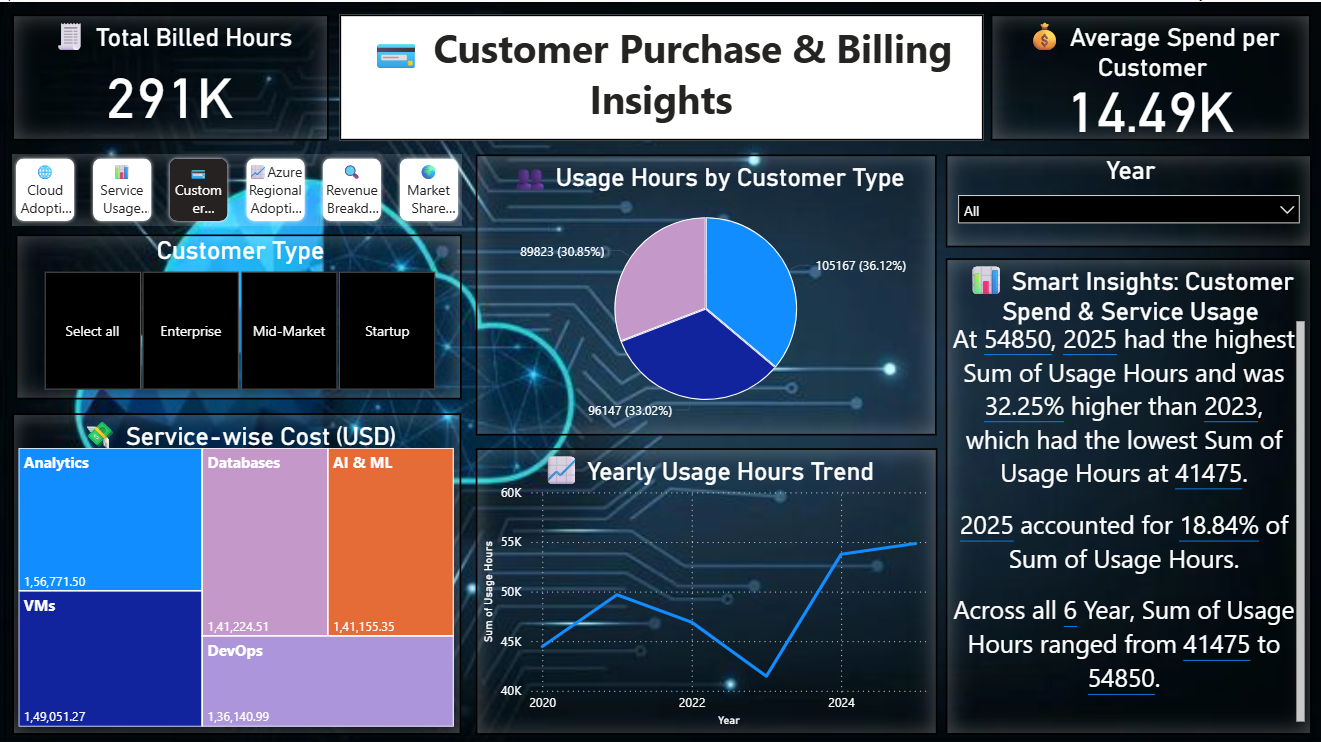 Total Billed Hours
291K
Customer Purchase & Billing
Insights
Average Spend per
Customer
14.49K
Cloud
Adopti...
Service
Usage...
Custom
er...
Azure
Regional
Adopti...
Revenue
Breakd...
Market
Share...
Customer Type
Select all
Enterprise
Mid-Market
Startup
Service-wise Cost (USD)
Analytics
1,56,771.50
VMs
1,49,051.27
Databases
1,41,224.51
AI & ML
1,41,155.35
DevOps
1,36,140.99
Usage Hours by Customer Type
89823 (30.85%)
105167 (36.12%)
96147 (33.02%)
Yearly Usage Hours Trend
Sum of Usage Hours
60K
55K
50K
45K
40K
2020
2022
2024
Year
Year
All
Smart Insights: Customer
Spend & Service Usage
At 54850, 2025 had the highest
Sum of Usage Hours and was
32.25% higher than 2023,
which had the lowest Sum of
Usage Hours at 41475.
2025 accounted for 18.84% of
Sum of Usage Hours.
Across all 6 Year, Sum of Usage
Hours ranged from 41475 to
54850.